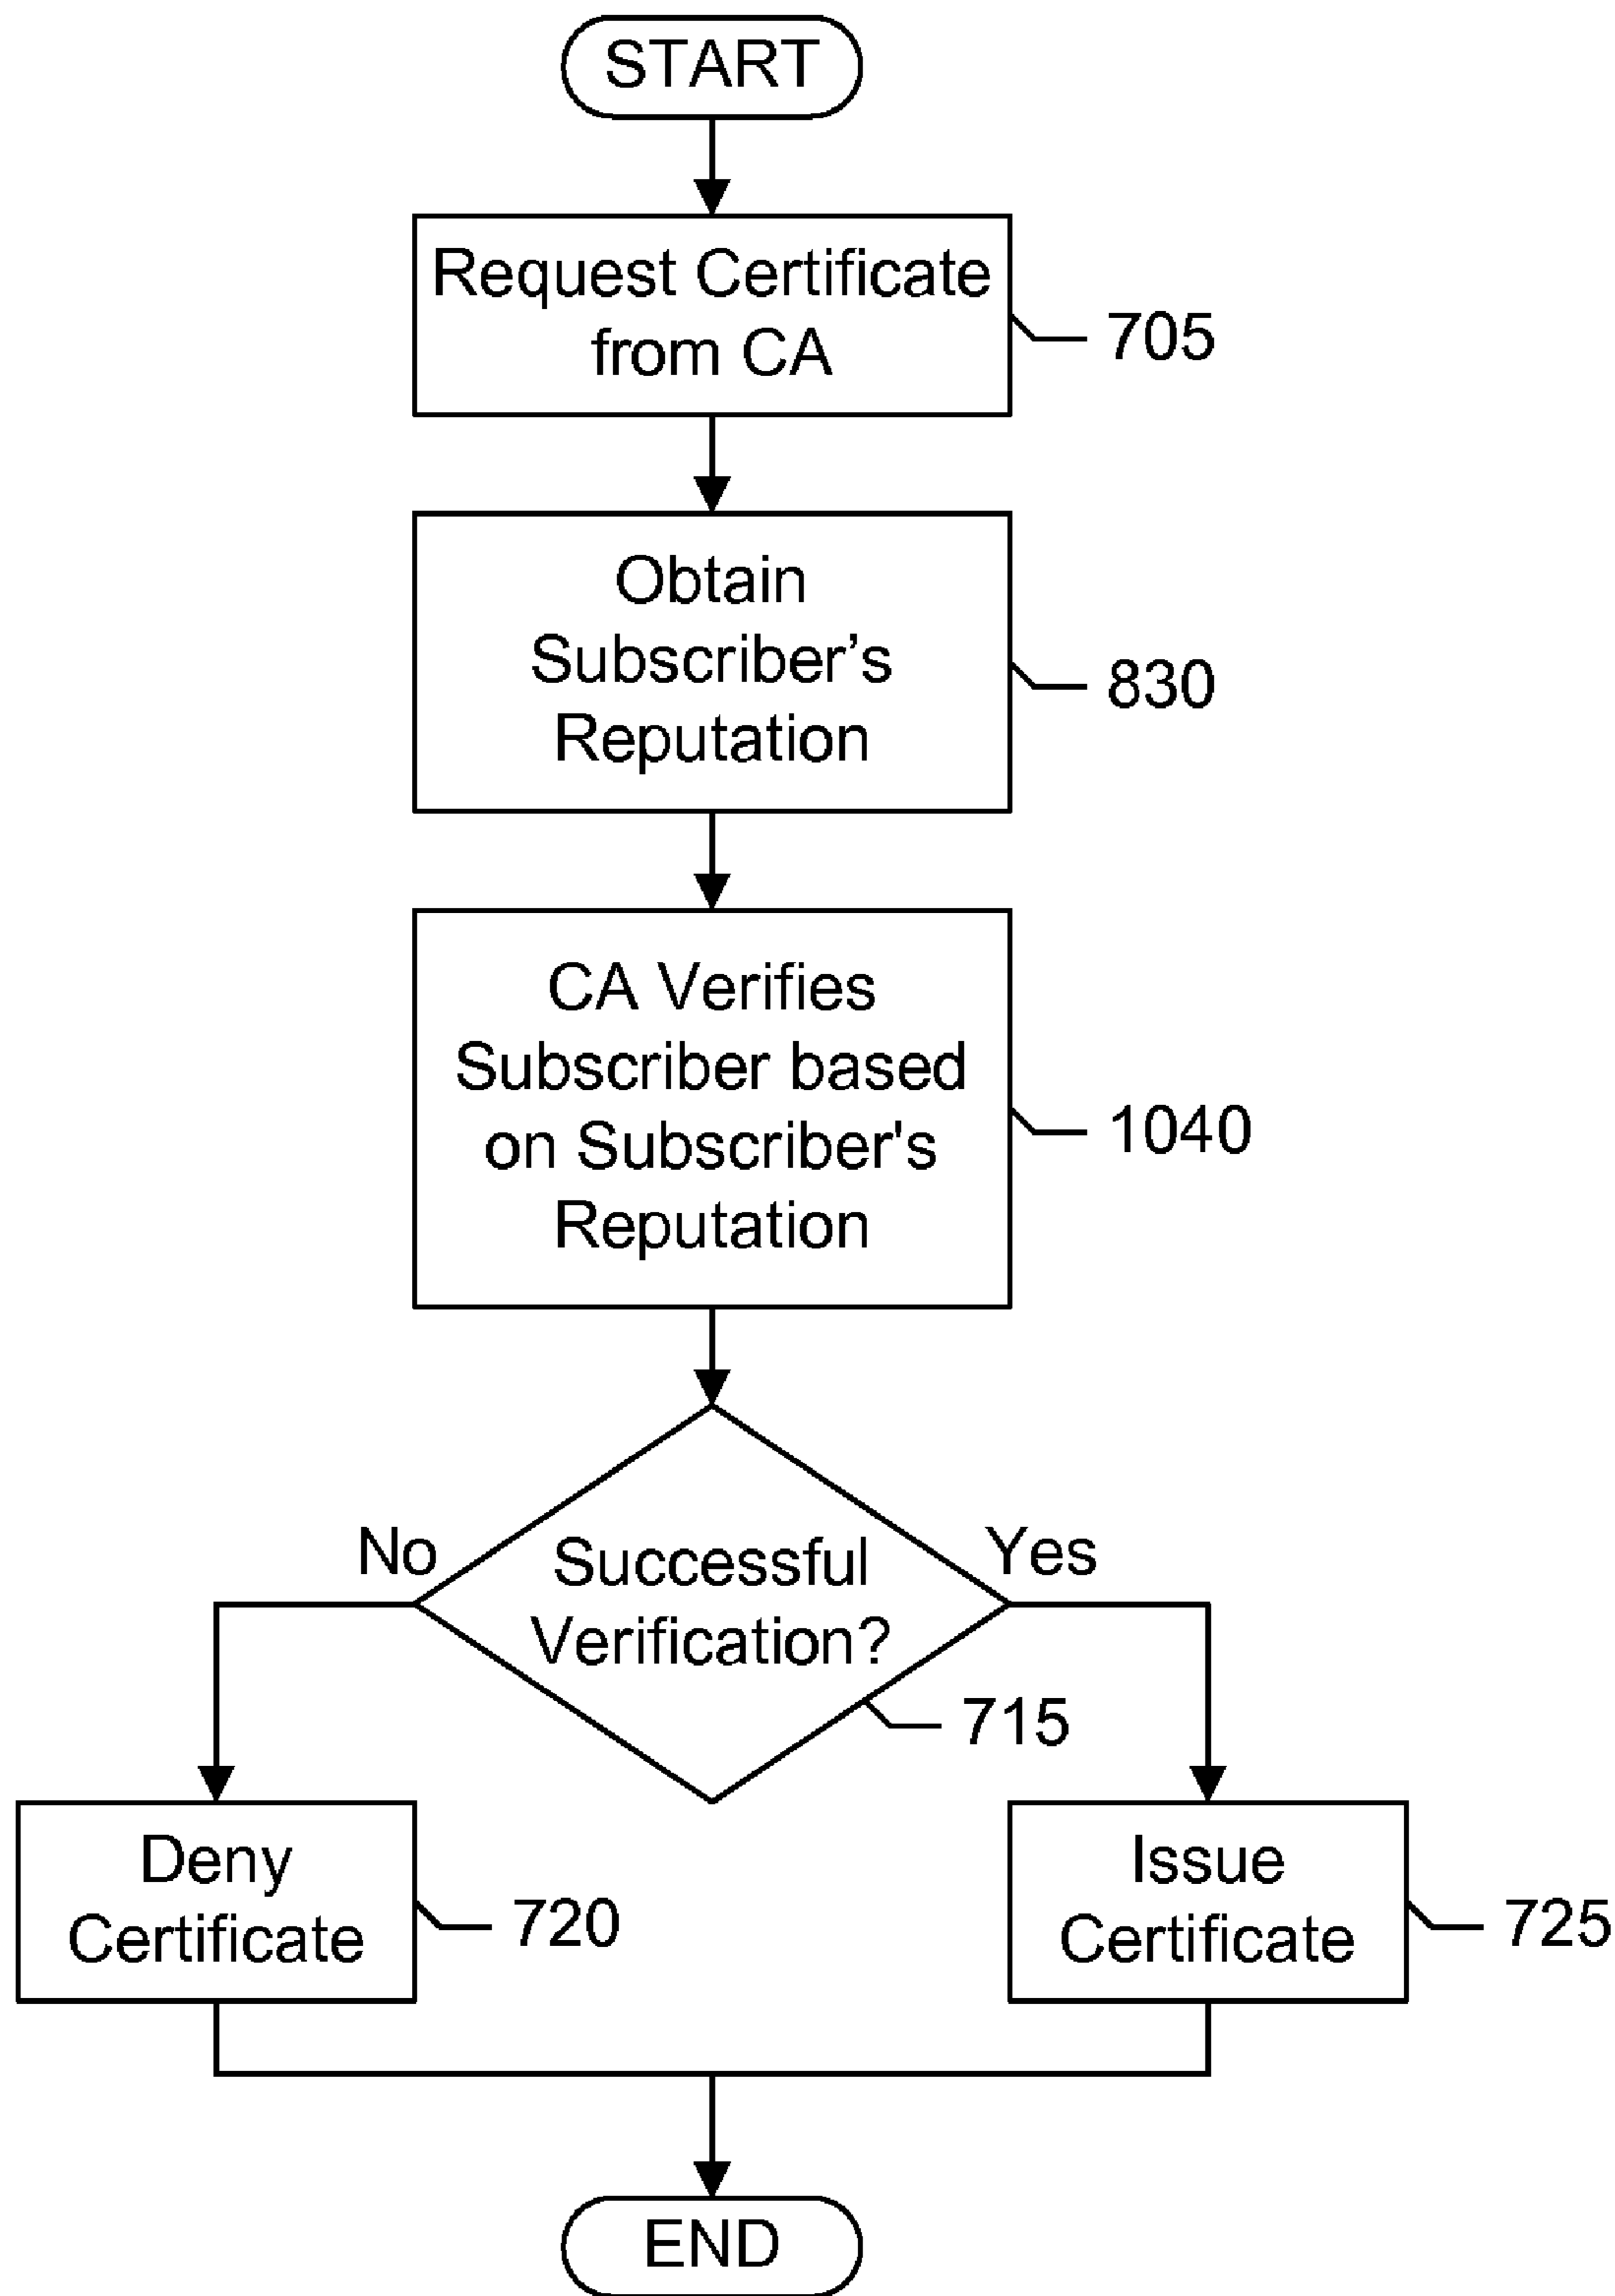 START
Request Certificate
from CA
705
Obtain
Subscriber’s
Reputation
830
CA Verifies
Subscriber based
on Subscriber's
Reputation
1040
No
Successful
Verification?
Yes
715
Deny
Certificate
720
Issue
Certificate
725
END